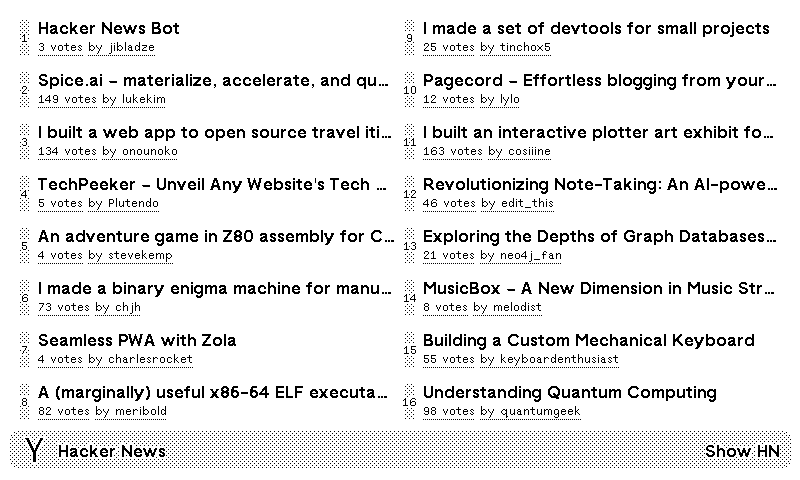 1
Hacker News Bot
3 votes by jibladze
2
Spice.ai – materialize, accelerate, and qu...
149 votes by lukekim
3
I built a web app to open source travel iti...
134 votes by onounoko
4
TechPeeker – Unveil Any Website's Tech ...
5 votes by Plutendo
5
An adventure game in Z80 assembly for C...
4 votes by stevekemp
6
I made a binary enigma machine for manu...
73 votes by chjh
7
Seamless PWA with Zola
4 votes by charlesrocket
8
A (marginally) useful x86-64 ELF executa...
82 votes by meribold
9
I made a set of devtools for small projects
25 votes by tinchox5
10
Pagecord – Effortless blogging from your...
12 votes by lylo
11
I built an interactive plotter art exhibit fo...
163 votes by cosiiine
12
Revolutionizing Note-Taking: An AI-powe...
46 votes by edit_this
13
Exploring the Depths of Graph Databases...
21 votes by neo4j_fan
14
MusicBox – A New Dimension in Music Str...
8 votes by melodist
15
Building a Custom Mechanical Keyboard
55 votes by keyboardenthusiast
16
Understanding Quantum Computing
98 votes by quantumgeek
Y Hacker News
Show HN